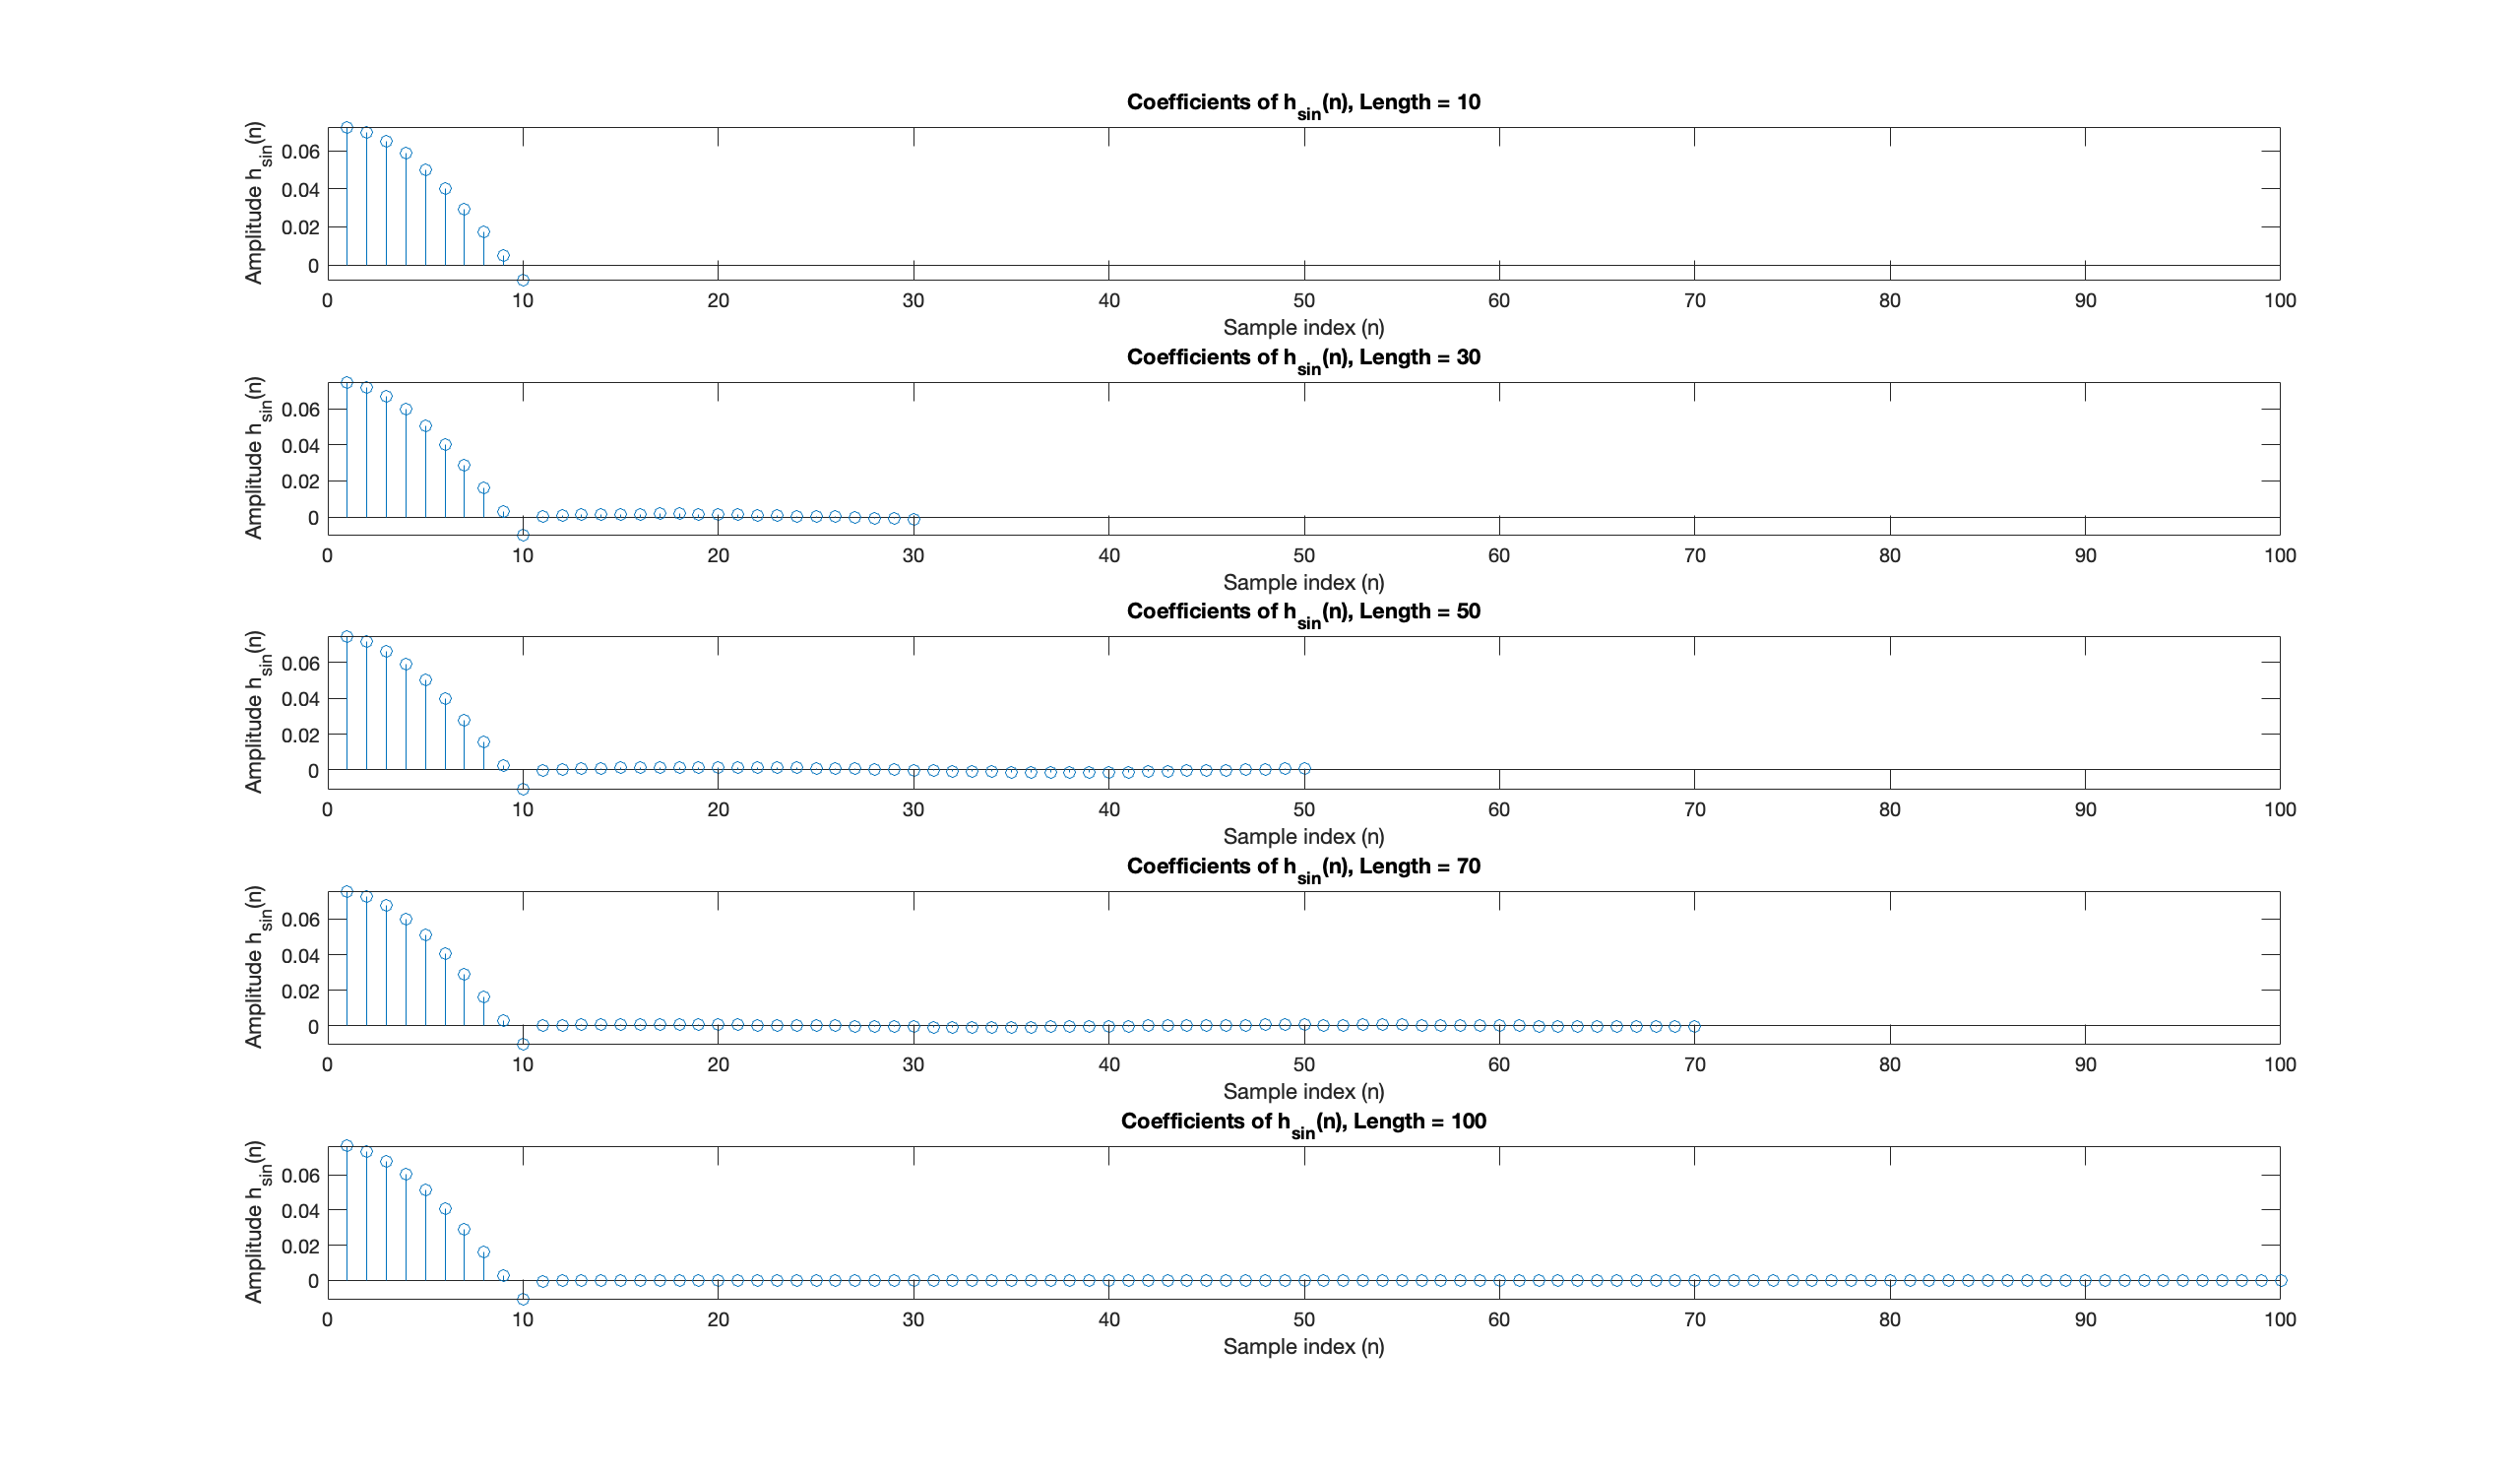 Coefficients of h_sin(n), Length = 10
Amplitude h_sin(n)
0.06
0.04
0.02
0
0 10 20 30 40 50 60 70 80 90 100
Sample index (n)
Coefficients of h_sin(n), Length = 30
Amplitude h_sin(n)
0.06
0.04
0.02
0
0 10 20 30 40 50 60 70 80 90 100
Sample index (n)
Coefficients of h_sin(n), Length = 50
Amplitude h_sin(n)
0.06
0.04
0.02
0
0 10 20 30 40 50 60 70 80 90 100
Sample index (n)
Coefficients of h_sin(n), Length = 70
Amplitude h_sin(n)
0.06
0.04
0.02
0
0 10 20 30 40 50 60 70 80 90 100
Sample index (n)
Coefficients of h_sin(n), Length = 100
Amplitude h_sin(n)
0.06
0.04
0.02
0
0 10 20 30 40 50 60 70 80 90 100
Sample index (n)